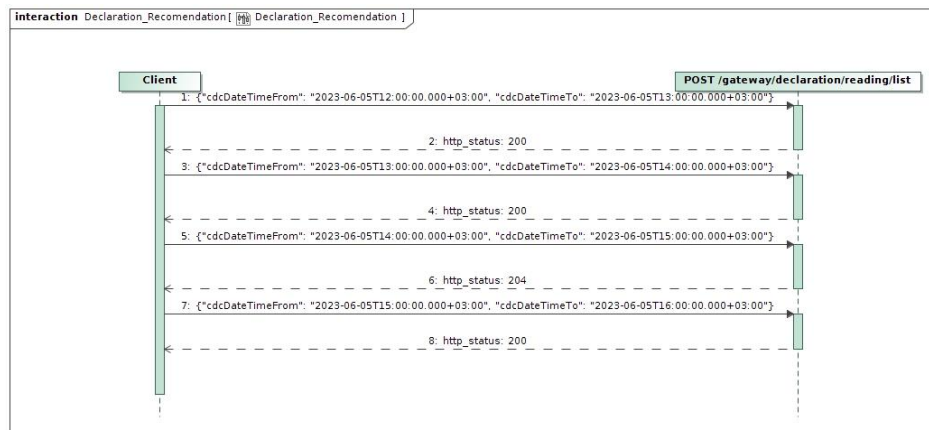 interaction Declaration_Recomendation[ Declaration_Recomendation ]
Client
POST /gateway/declaration/reading/list
1: {"cdcDateTimeFrom": "2023-06-05T12:00:00.000+03:00", "cdcDateTimeTo": "2023-06-05T13:00:00.000+03:00"}
2: http_status: 200
3: {"cdcDateTimeFrom": "2023-06-05T13:00:00.000+03:00", "cdcDateTimeTo": "2023-06-05T14:00:00.000+03:00"}
4: http_status: 200
5: {"cdcDateTimeFrom": "2023-06-05T14:00:00.000+03:00", "cdcDateTimeTo": "2023-06-05T15:00:00.000+03:00"}
6: http_status: 204
7: {"cdcDateTimeFrom": "2023-06-05T15:00:00.000+03:00", "cdcDateTimeTo": "2023-06-05T16:00:00.000+03:00"}
8: http_status: 200